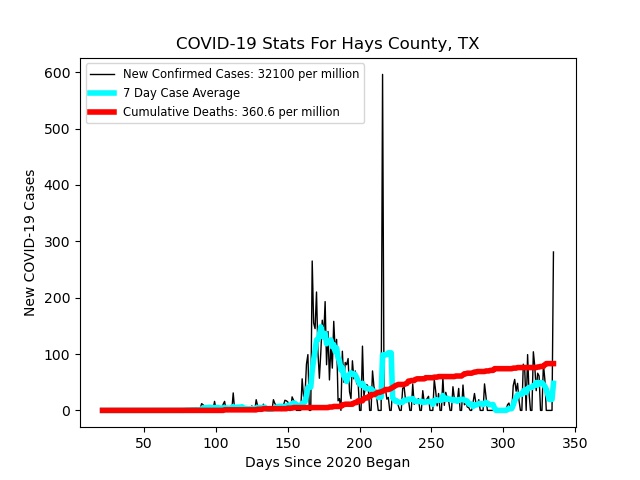 COVID-19 Stats For Hays County, TX
New Confirmed Cases: 32100 per million
7 Day Case Average
Cumulative Deaths: 360.6 per million
600
500
400
300
200
100
0
New COVID-19 Cases
50 100 150 200 250 300 350
Days Since 2020 Began